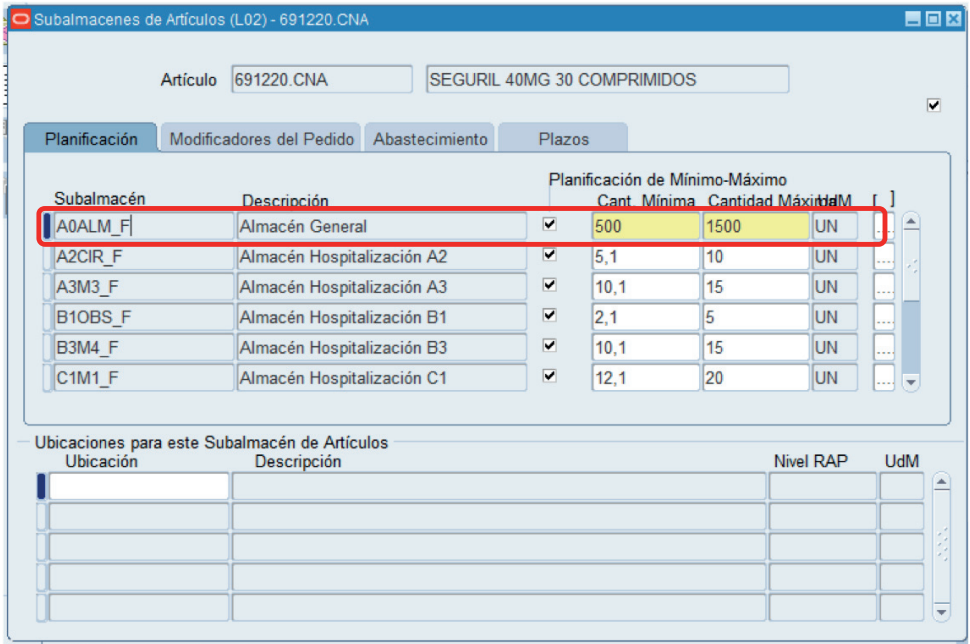 Subalmacenes de Artículos (L02) - 691220.CNA
Artículo 691220.CNA SEGURIL 40MG 30 COMPRIMIDOS
Planificación Modificadores del Pedido Abastecimiento Plazos
Planificación de Mínimo-Máximo
Subalmacén Descripción Cant. Mínima Cantidad Máxima UdM [ ]
A0ALM_F Almacén General 500 1500 UN ....
A2CIR_F Almacén Hospitalización A2 5,1 10 UN ....
A3M3_F Almacén Hospitalización A3 10,1 15 UN ....
B1OBS_F Almacén Hospitalización B1 2,1 5 UN ....
B3M4_F Almacén Hospitalización B3 10,1 15 UN ....
C1M1_F Almacén Hospitalización C1 12,1 20 UN ....
Ubicaciones para este Subalmacén de Artículos
Ubicación Descripción Nivel RAP UdM